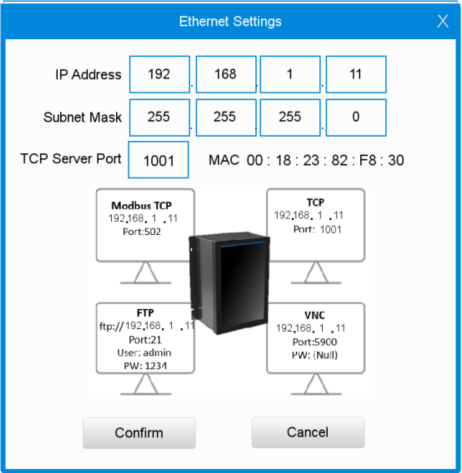 Ethernet Settings X
IP Address 192 . 168 . 1 . 11
Subnet Mask 255 . 255 . 255 . 0
TCP Server Port 1001 MAC 00 : 18 : 23 : 82 : F8 : 30
Modbus TCP
192.168. 1 .11
Port:502
TCP
192.168. 1 .11
Port: 1001
FTP
ftp://192.168. 1 .11
Port:21
User: admin
PW: 1234
VNC
192.168. 1 .11
Port:5900
PW: (Null)
Confirm Cancel